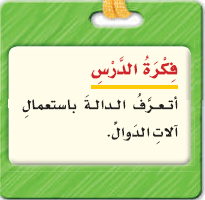 فِكْرَةُ الدَّرْسِ
أتعرَّفُ الدالةَ باستعمالِ
آلاتِ الدَوالِّ.